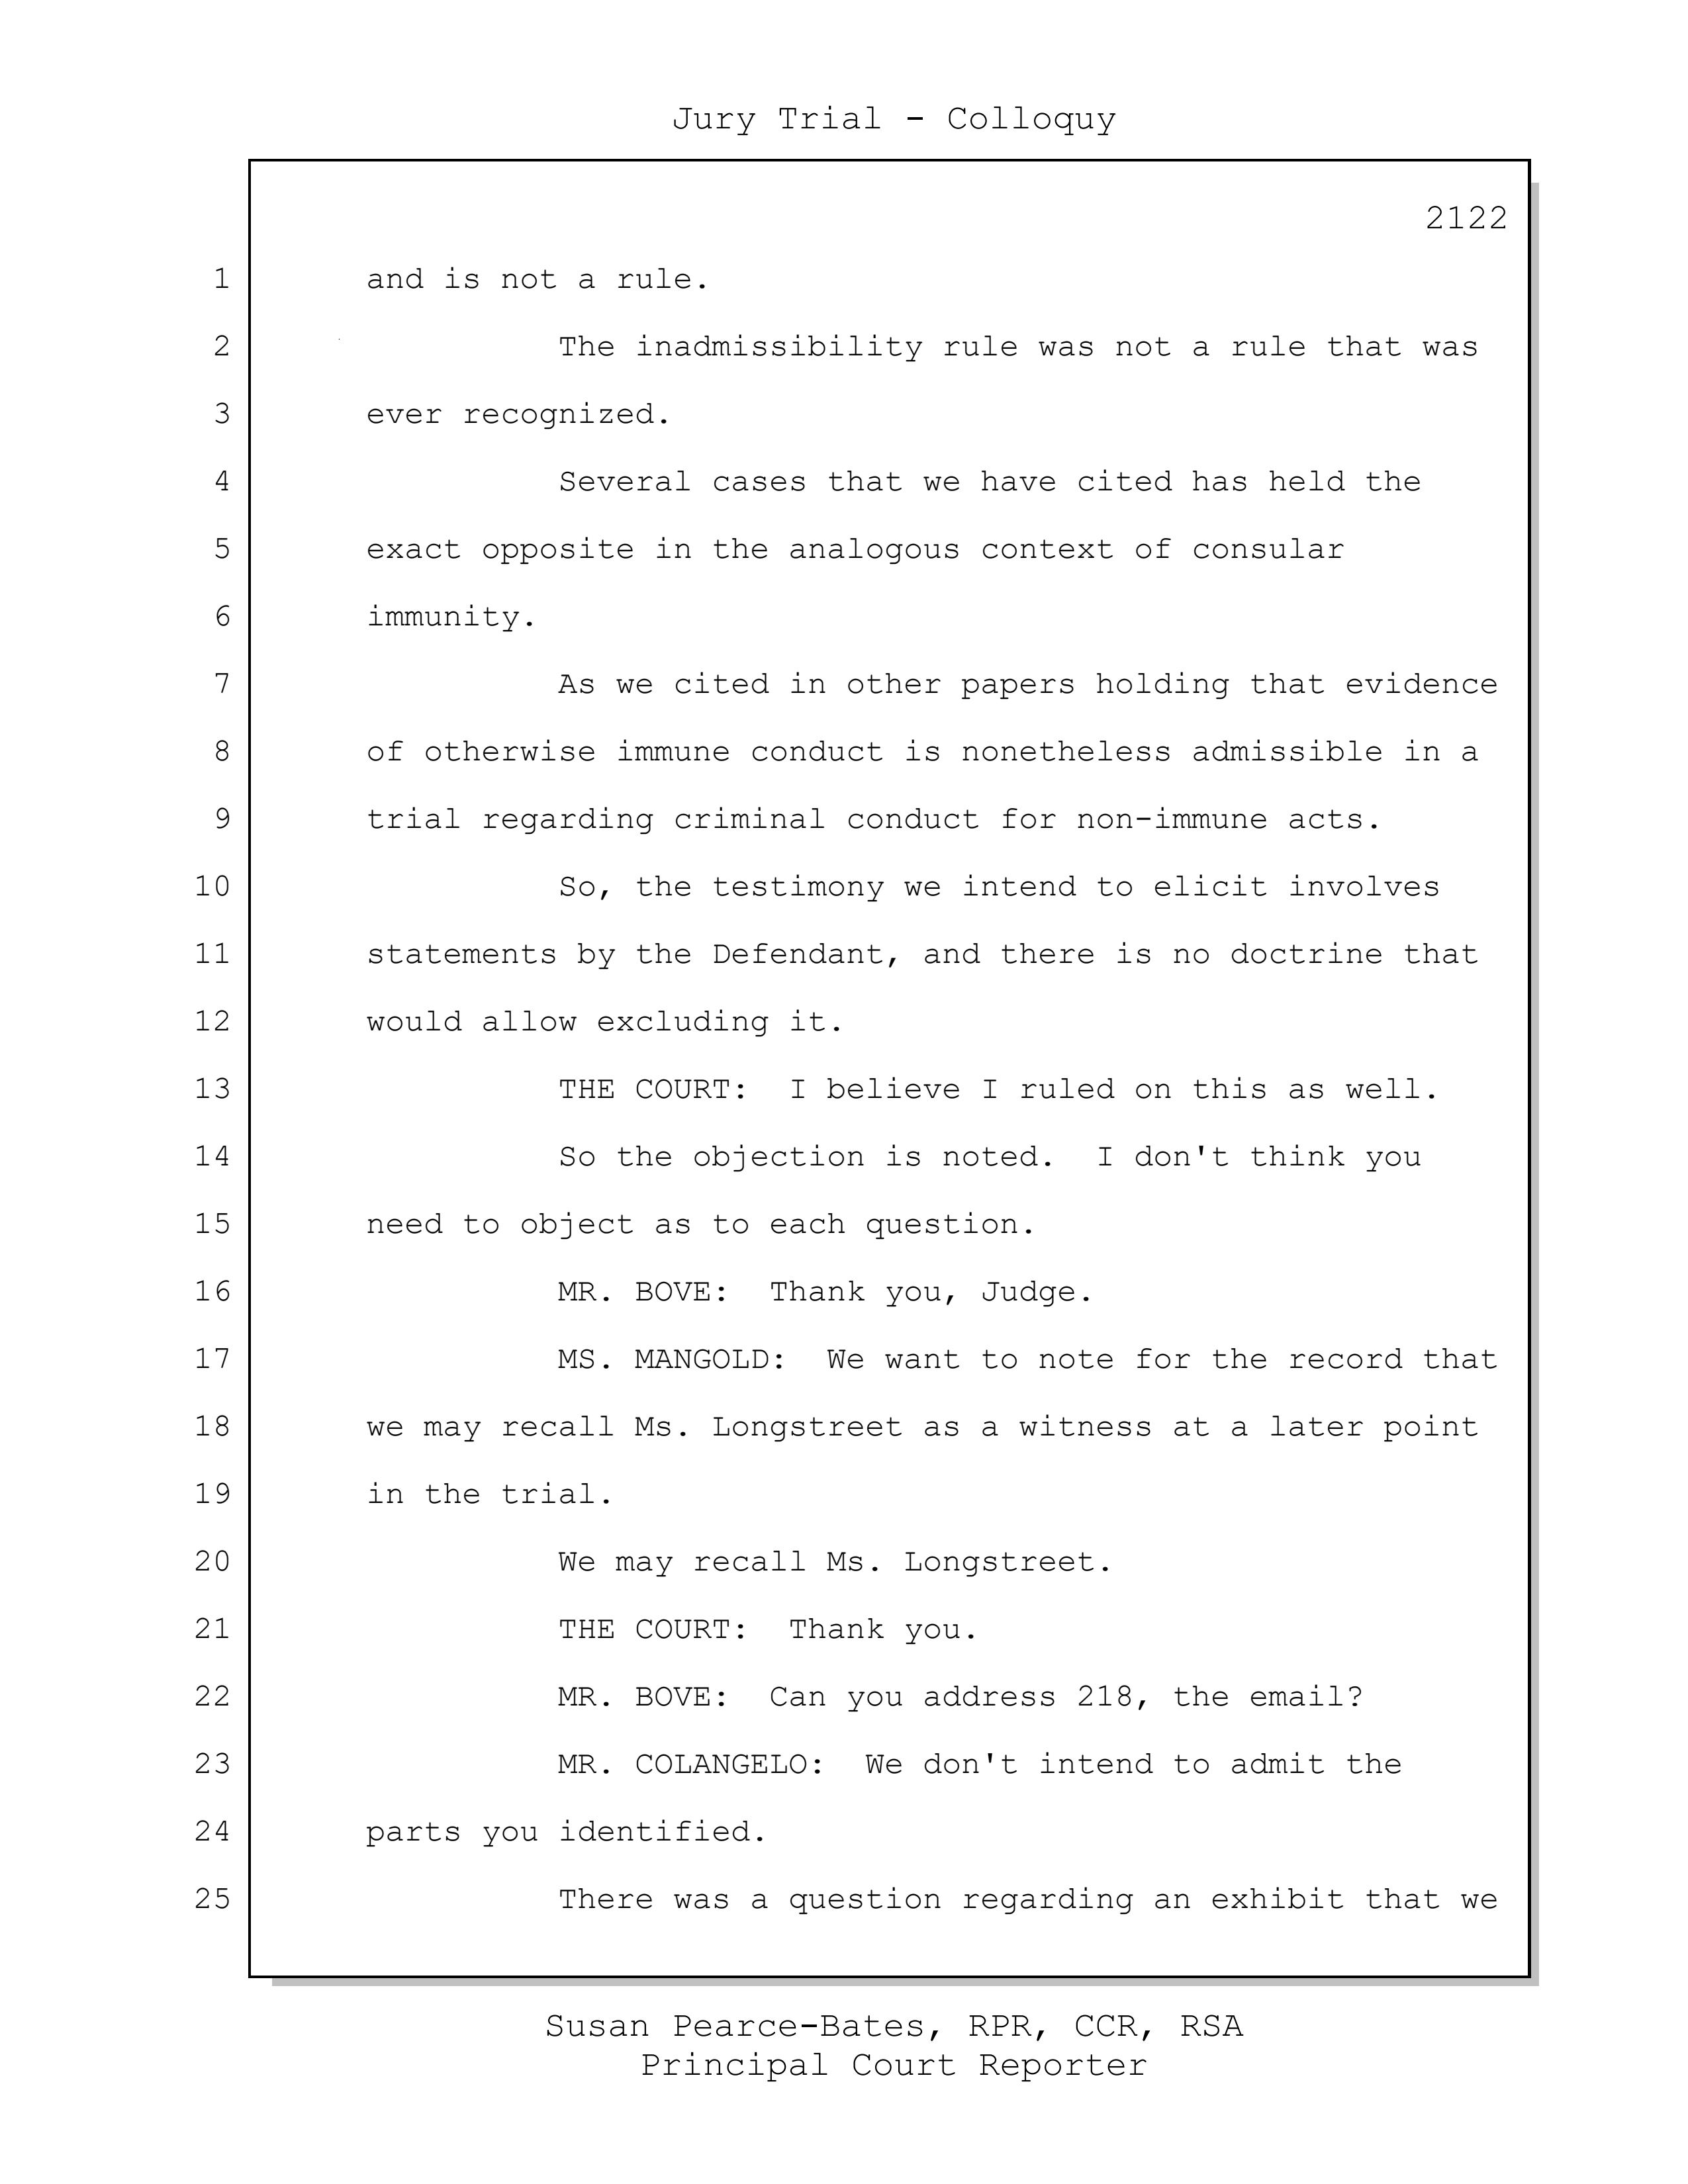 Jury Trial - Colloquy
2122
1 and is not a rule.
2 The inadmissibility rule was not a rule that was
3 ever recognized.
4 Several cases that we have cited has held the
5 exact opposite in the analogous context of consular
6 immunity.
7 As we cited in other papers holding that evidence
8 of otherwise immune conduct is nonetheless admissible in a
9 trial regarding criminal conduct for non-immune acts.
10 So, the testimony we intend to elicit involves
11 statements by the Defendant, and there is no doctrine that
12 would allow excluding it.
13 THE COURT:  I believe I ruled on this as well.
14 So the objection is noted.  I don't think you
15 need to object as to each question.
16 MR. BOVE:  Thank you, Judge.
17 MS. MANGOLD:  We want to note for the record that
18 we may recall Ms. Longstreet as a witness at a later point
19 in the trial.
20 We may recall Ms. Longstreet.
21 THE COURT:  Thank you.
22 MR. BOVE:  Can you address 218, the email?
23 MR. COLANGELO:  We don't intend to admit the
24 parts you identified.
25 There was a question regarding an exhibit that we
Susan Pearce-Bates, RPR, CCR, RSA
Principal Court Reporter